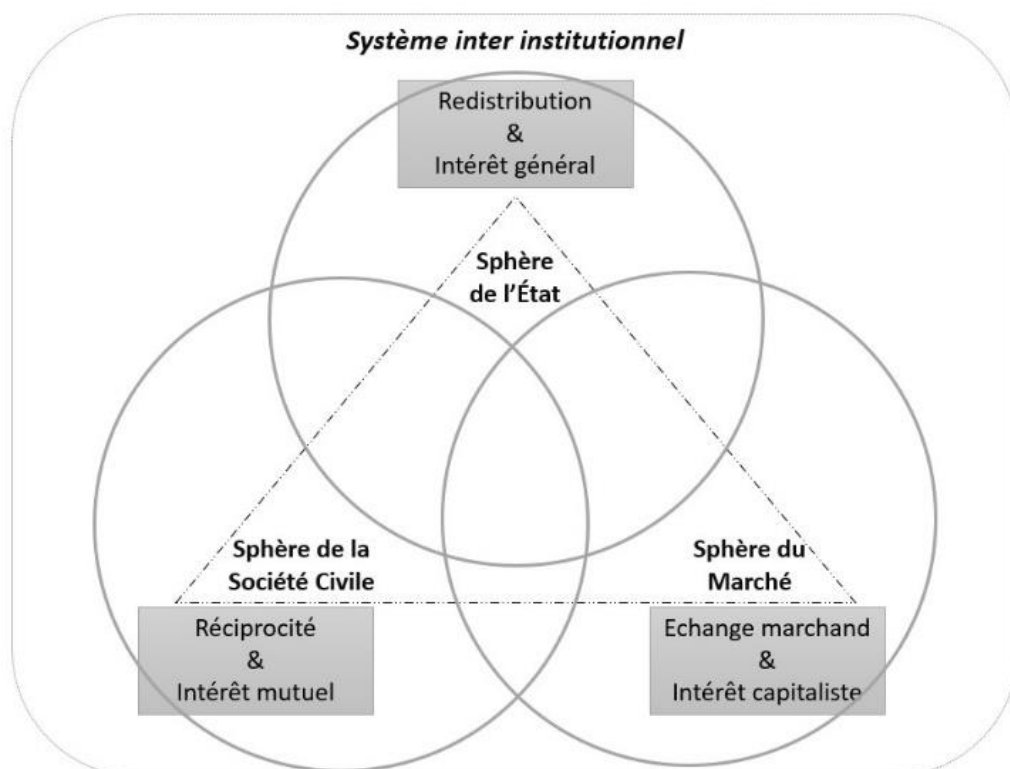 Système inter institutionnel
Redistribution
&
Intérêt général
Sphère
de l’État
Sphère de la
Société Civile
Sphère du
Marché
Réciprocité
&
Intérêt mutuel
Echange marchand
&
Intérêt capitaliste